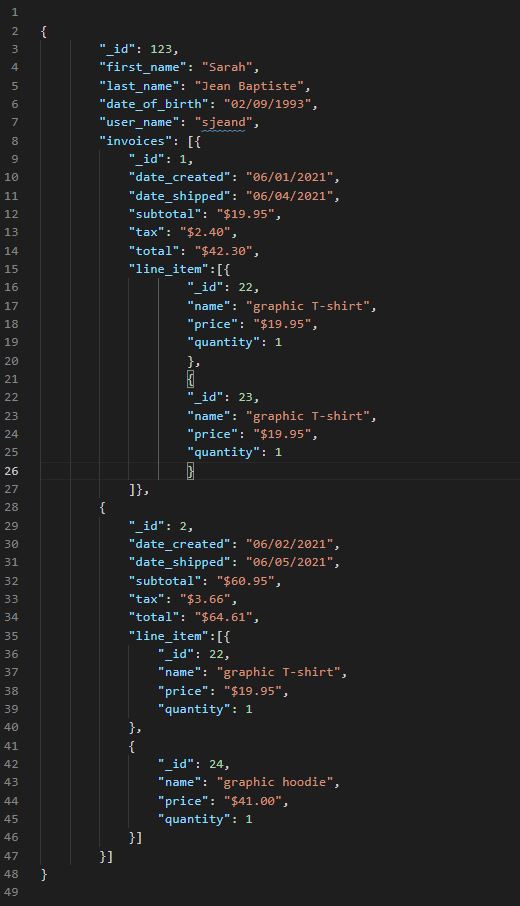 1
2 {
3 "_id": 123,
4 "first_name": "Sarah",
5 "last_name": "Jean Baptiste",
6 "date_of_birth": "02/09/1993",
7 "user_name": "sjeand",
8 "invoices": [{
9 "_id": 1,
10 "date_created": "06/01/2021",
11 "date_shipped": "06/04/2021",
12 "subtotal": "$19.95",
13 "tax": "$2.40",
14 "total": "$42.30",
15 "line_item":[{
16 "_id": 22,
17 "name": "graphic T-shirt",
18 "price": "$19.95",
19 "quantity": 1
20 },
21 {
22 "_id": 23,
23 "name": "graphic T-shirt",
24 "price": "$19.95",
25 "quantity": 1
26 }
27 ]},
28 {
29 "_id": 2,
30 "date_created": "06/02/2021",
31 "date_shipped": "06/05/2021",
32 "subtotal": "$60.95",
33 "tax": "$3.66",
34 "total": "$64.61",
35 "line_item":[{
36 "_id": 22,
37 "name": "graphic T-shirt",
38 "price": "$19.95",
39 "quantity": 1
40 },
41 {
42 "_id": 24,
43 "name": "graphic hoodie",
44 "price": "$41.00",
45 "quantity": 1
46 }]
47 }]
48 }
49